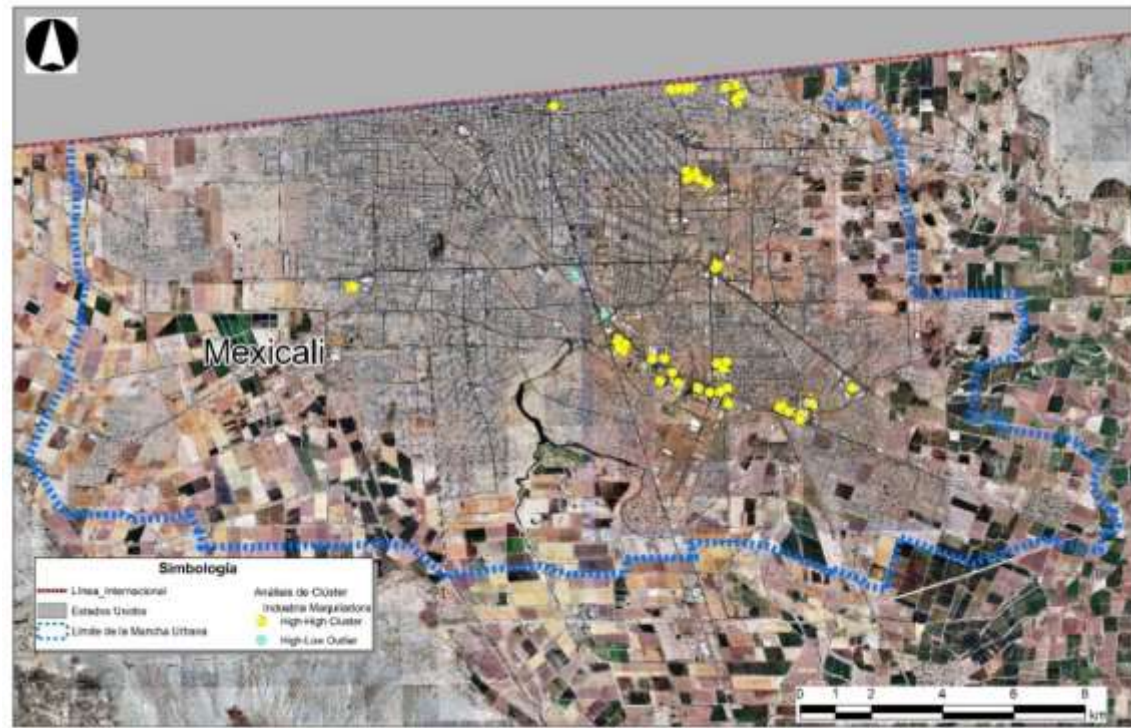 Mexicali
Simbología
Línea_Internacional
Estados Unidos
Límite de la Mancha Urbana
Análisis de Clúster
Industria Maquiladora
High-High Cluster
High-Low Outlier
0 1 2 4 6 8
km